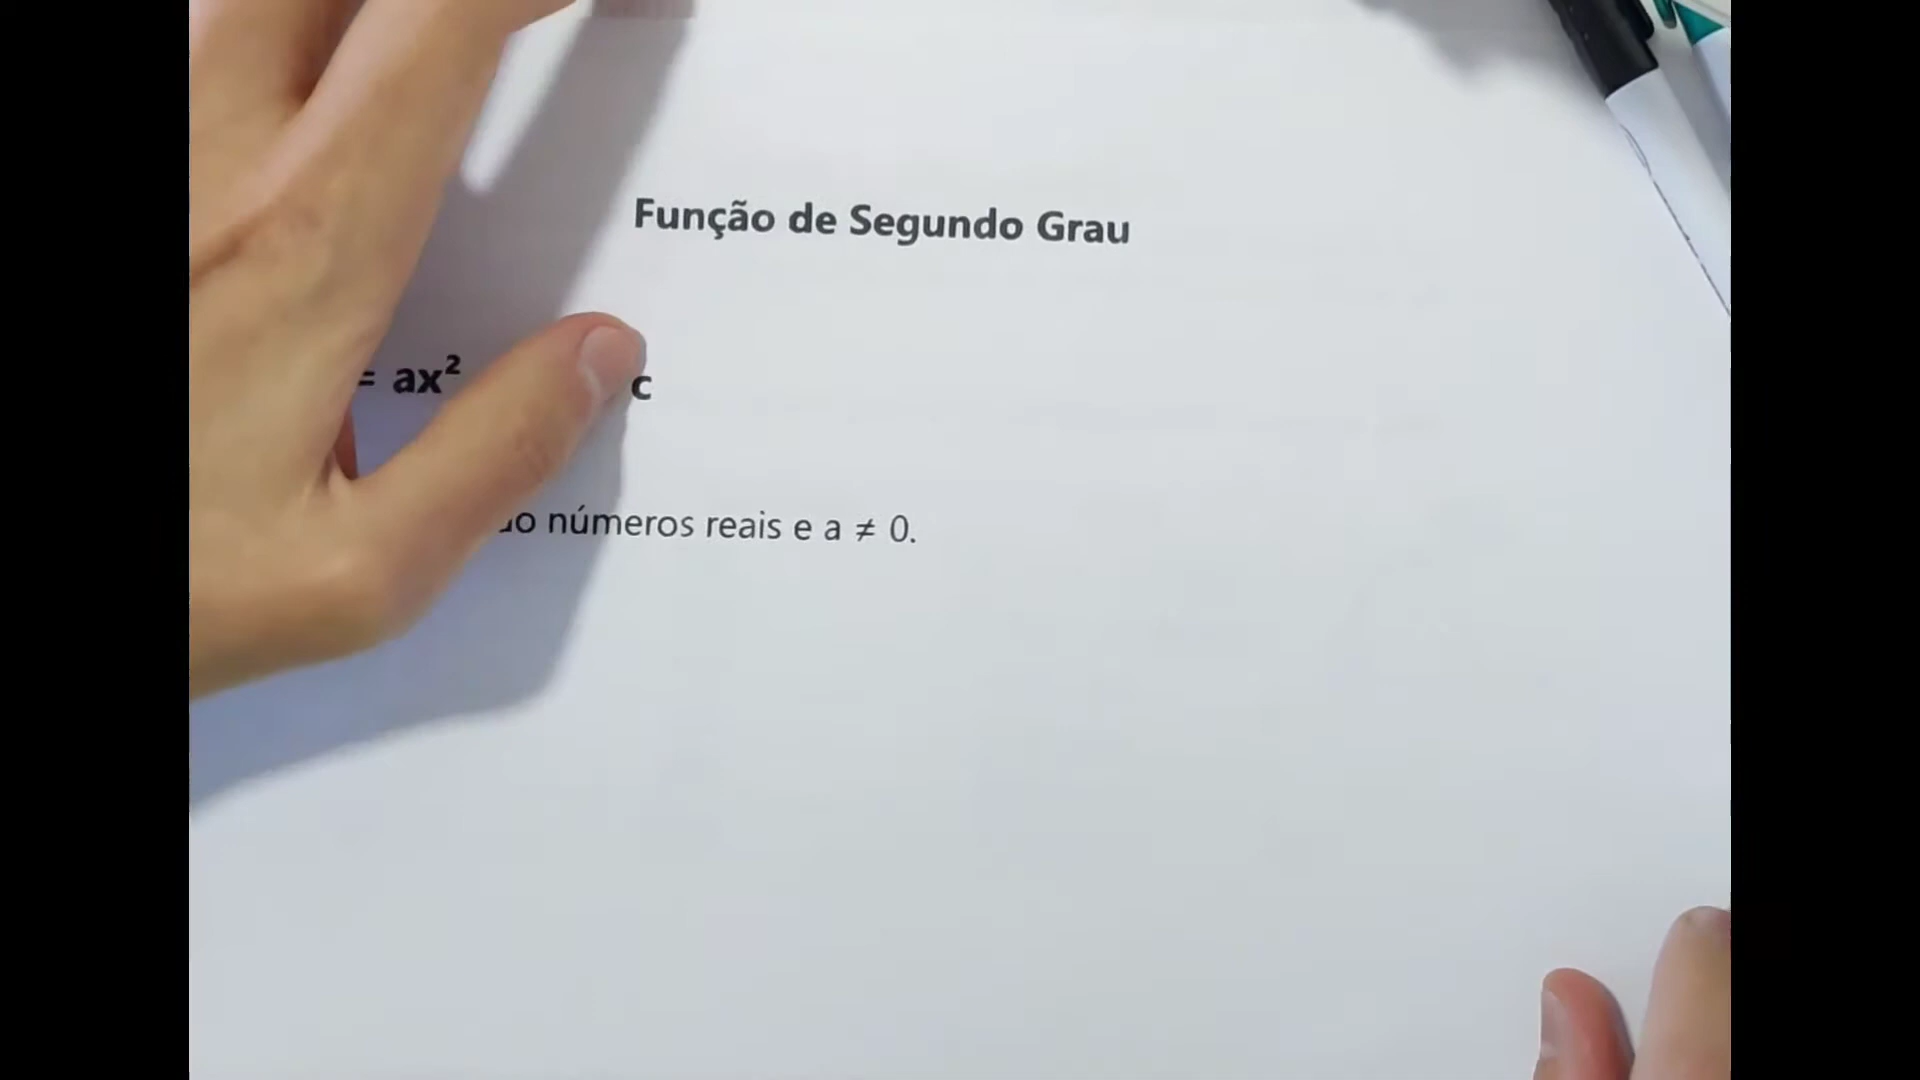 Função de Segundo Grau
= ax² c
números reais e a ≠ 0.